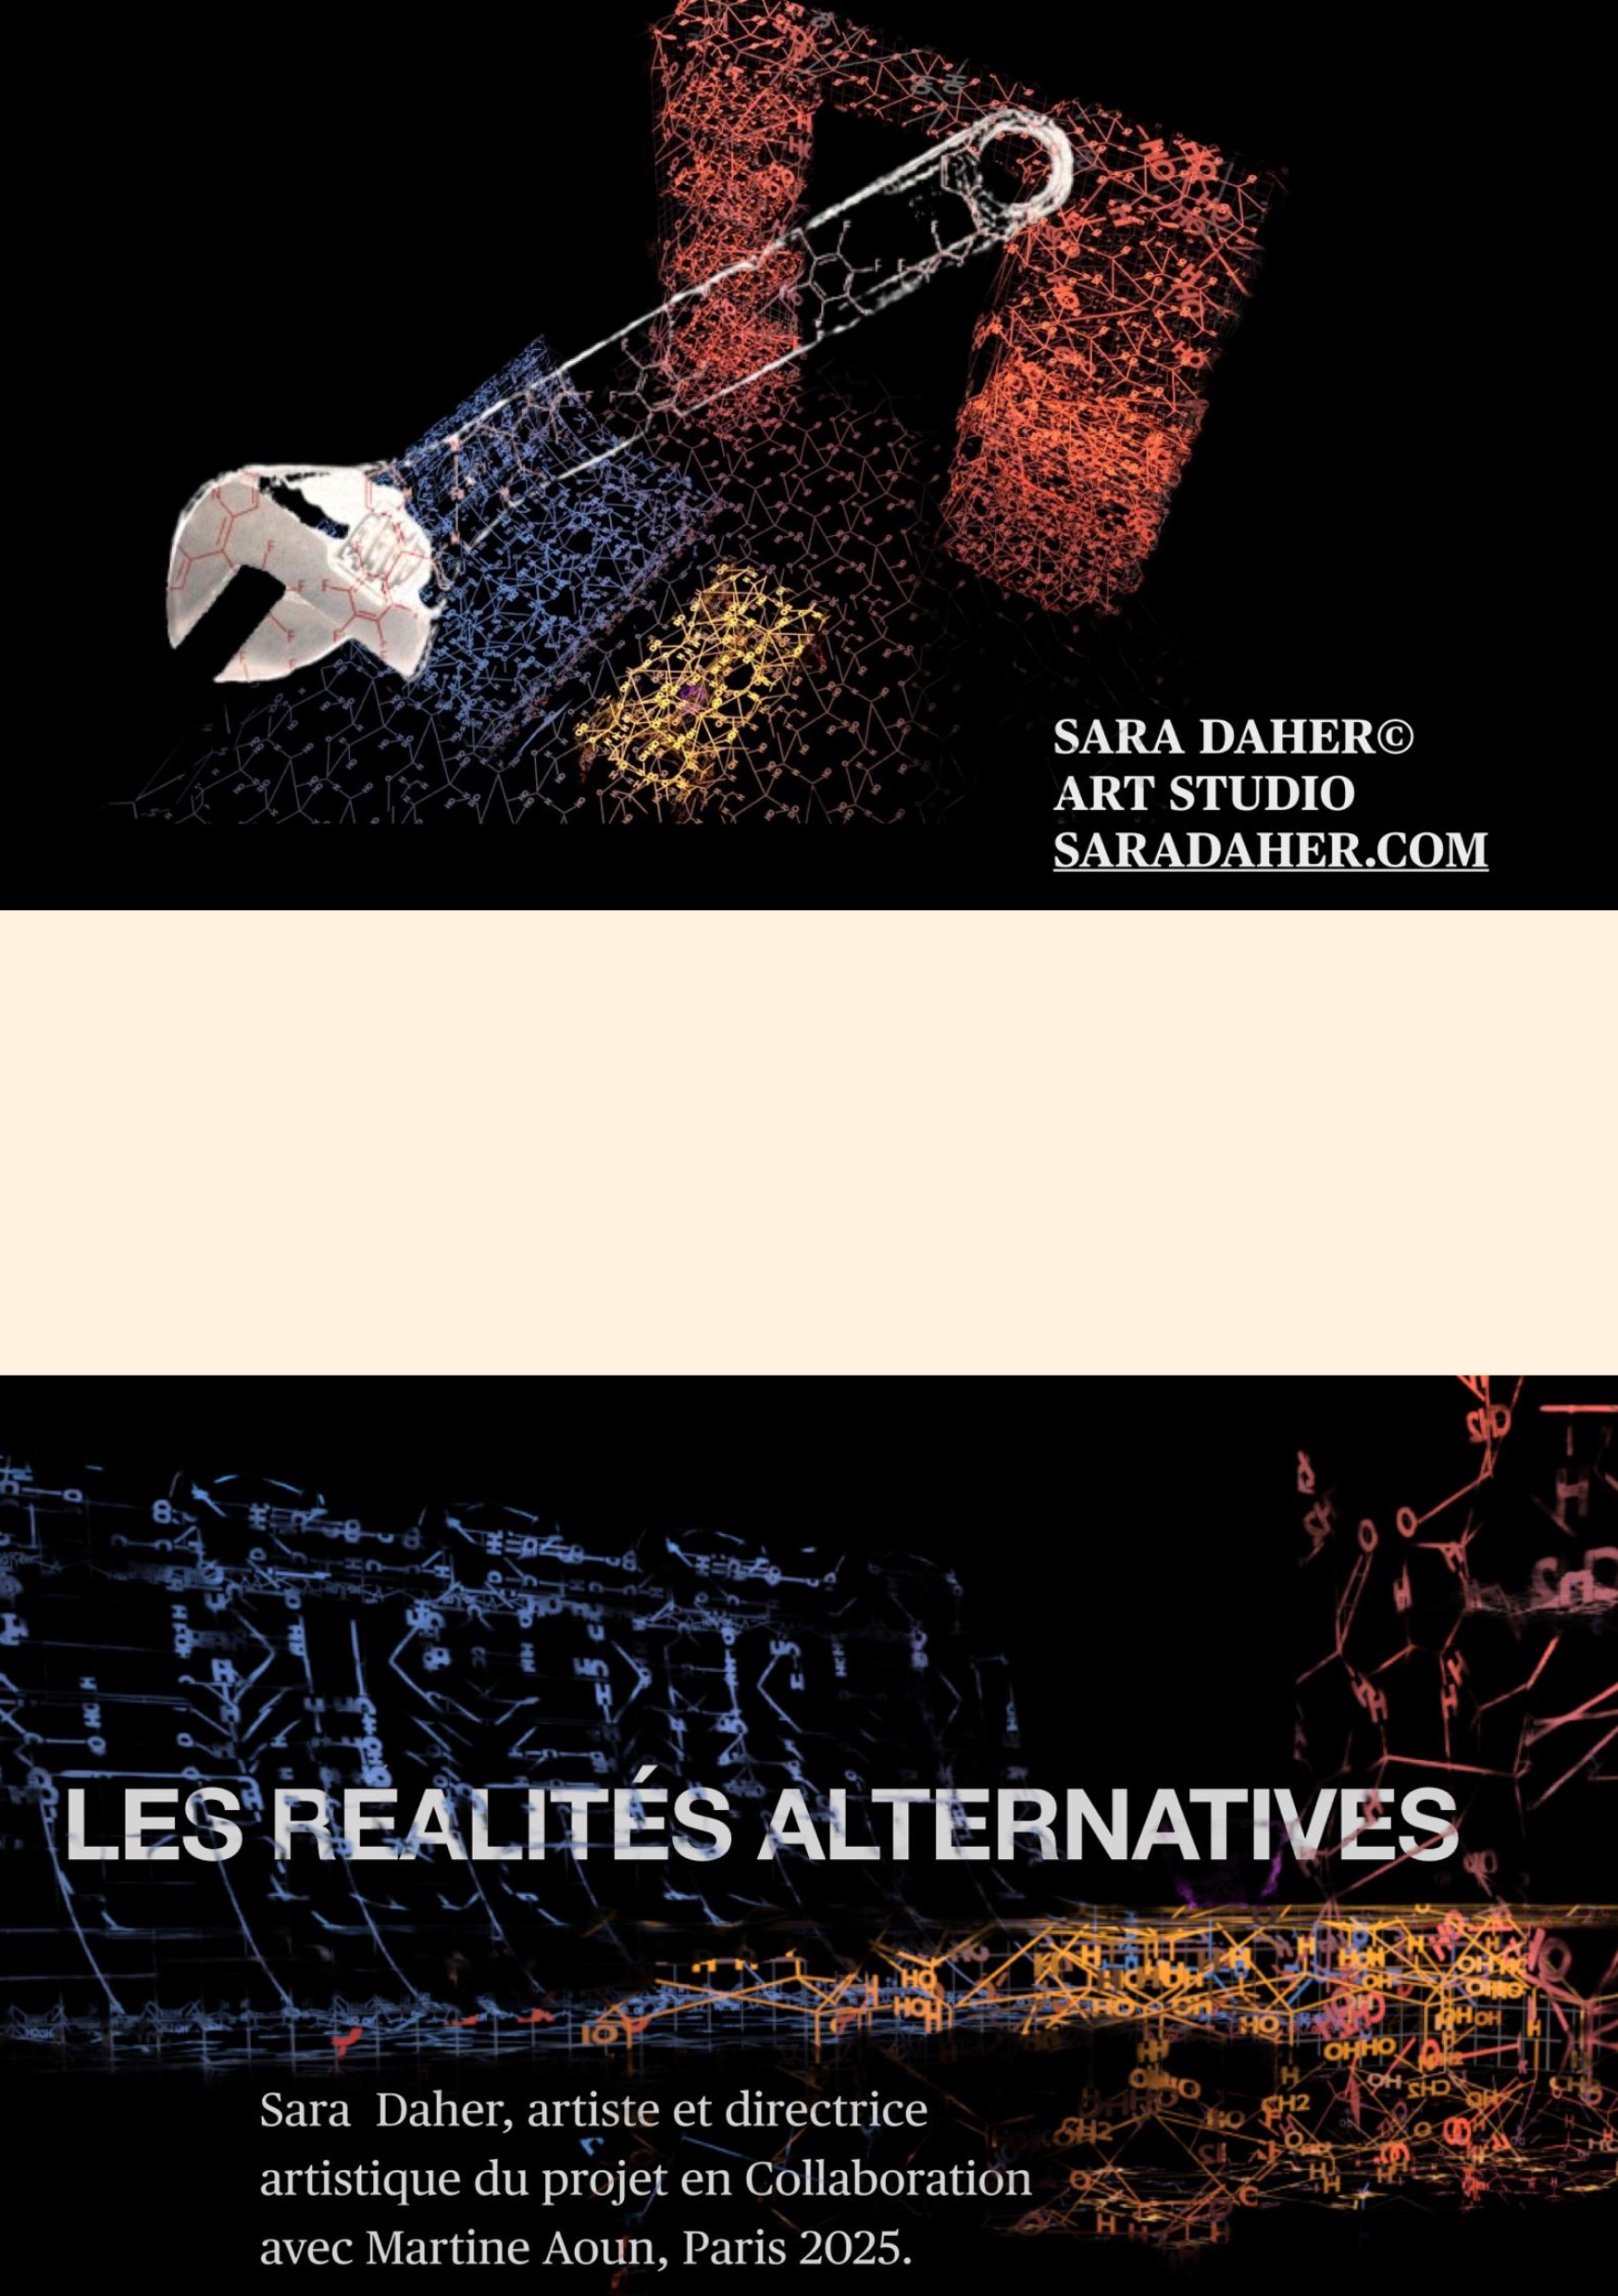 SARA DAHER©
ART STUDIO
SARADAHER.COM
LES RÉALITÉS ALTERNATIVES
Sara  Daher, artiste et directrice
artistique du projet en Collaboration
avec Martine Aoun, Paris 2025.